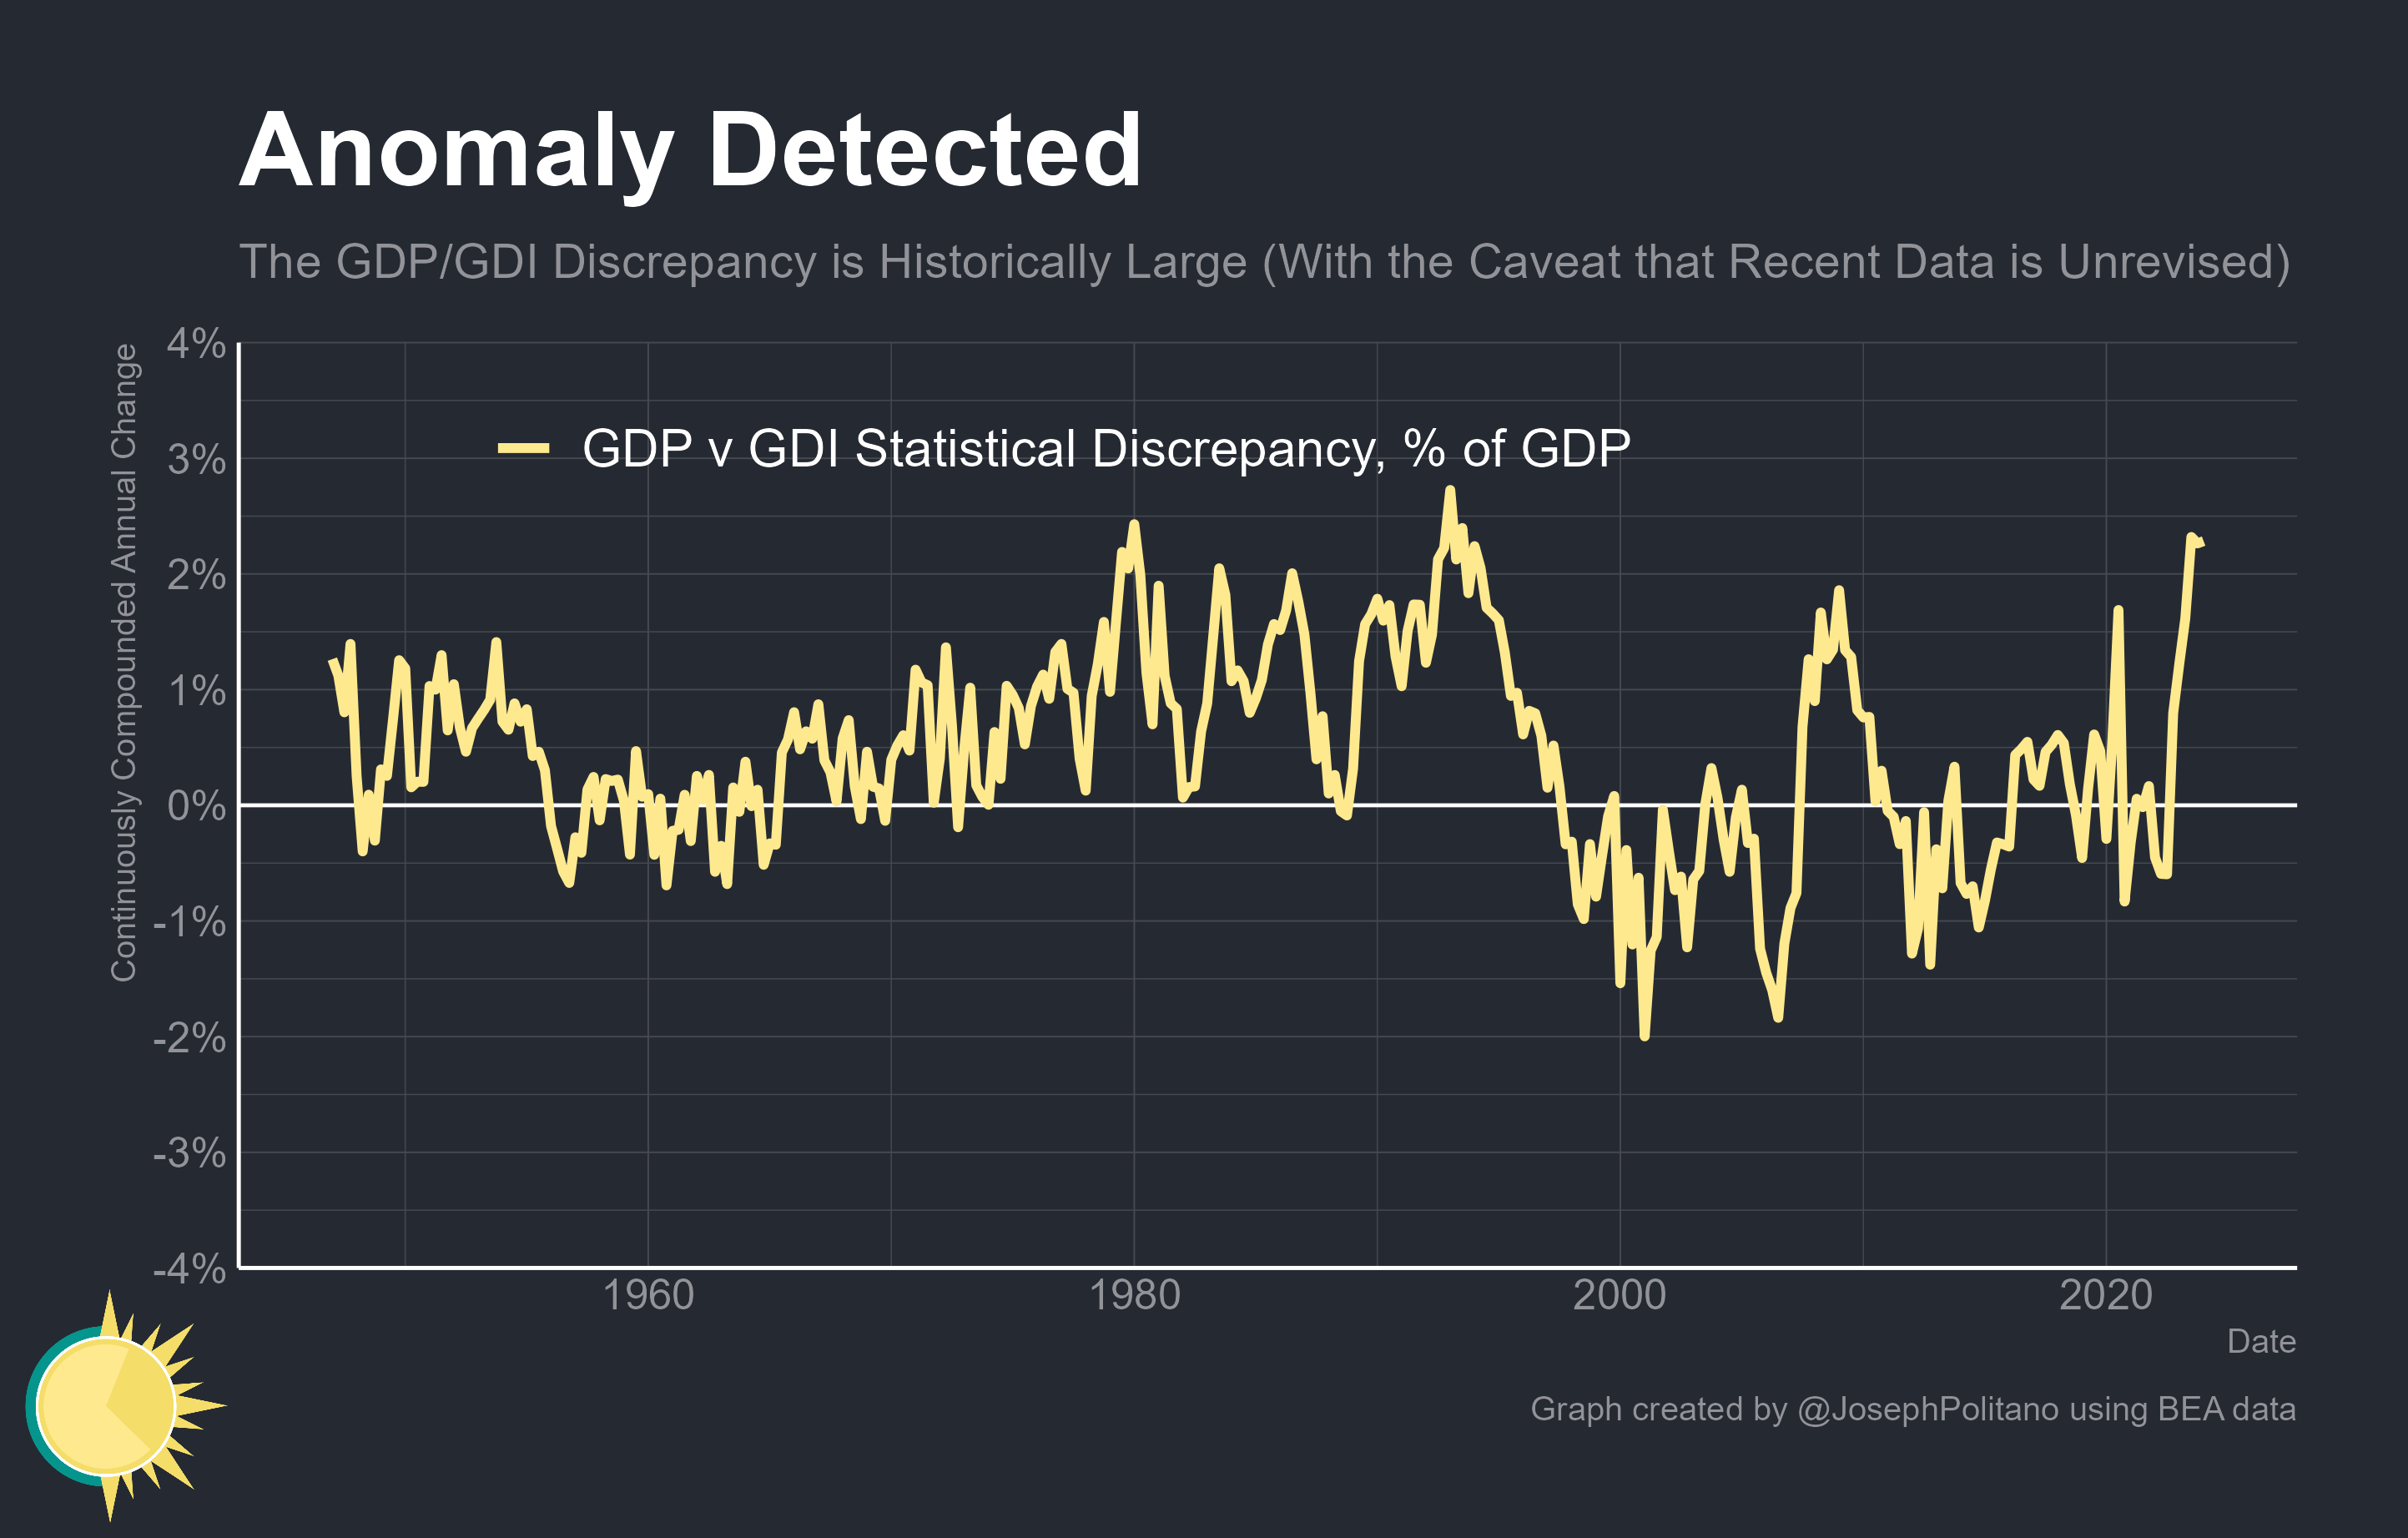 Anomaly Detected
The GDP/GDI Discrepancy is Historically Large (With the Caveat that Recent Data is Unrevised)
Continuously Compounded Annual Change
4%
3%
2%
1%
0%
-1%
-2%
-3%
-4%
GDP v GDI Statistical Discrepancy, % of GDP
1960
1980
2000
2020
Date
Graph created by @JosephPolitano using BEA data